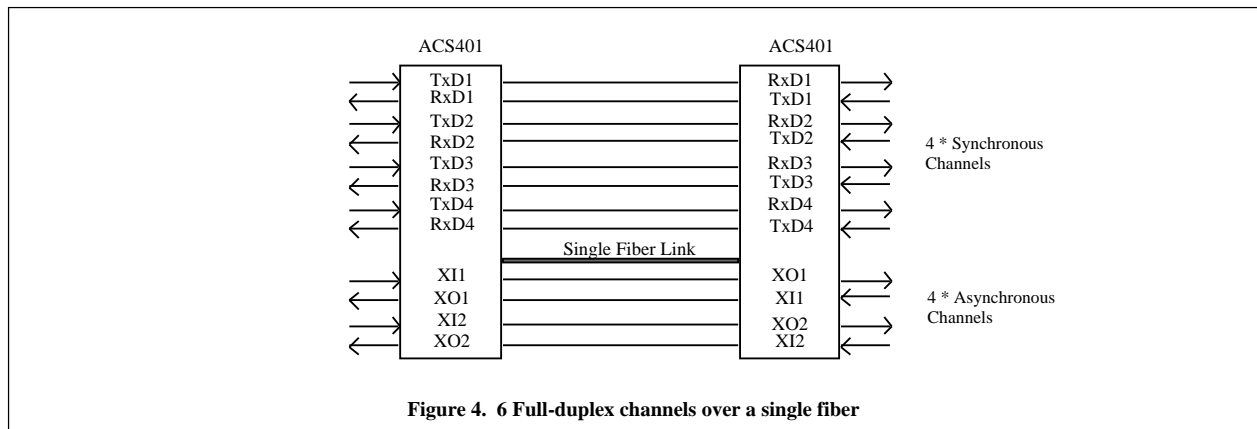 ACS401 ACS401
TxD1 RxD1
RxD1 TxD1
TxD2 RxD2
RxD2 TxD2
TxD3 RxD3
RxD3 TxD3
TxD4 RxD4
RxD4 TxD4
4 * Synchronous
Channels
Single Fiber Link
XI1 XO1
XO1 XI1
XI2 XO2
XO2 XI2
4 * Asynchronous
Channels
Figure 4. 6 Full-duplex channels over a single fiber